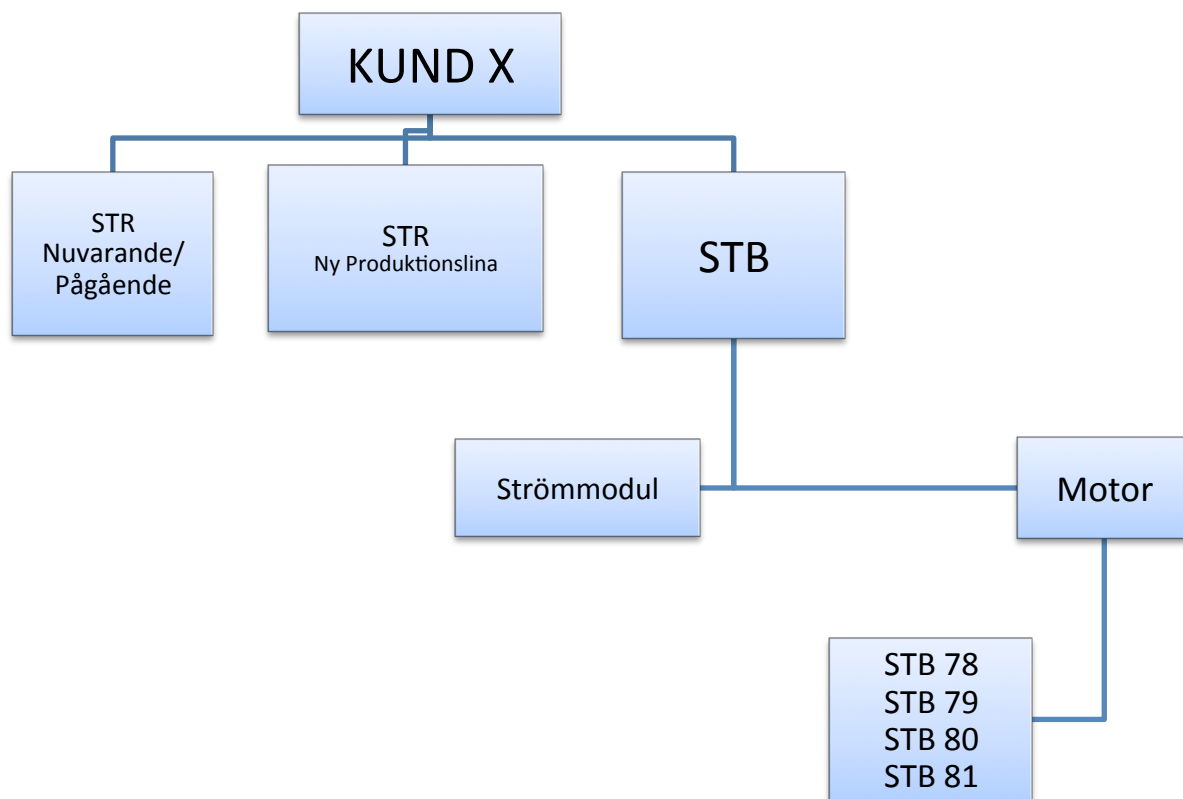 KUND X
STR
Nuvarande/
Pågående
STR
Ny Produktionslina
STB
Strömmodul
Motor
STB 78
STB 79
STB 80
STB 81